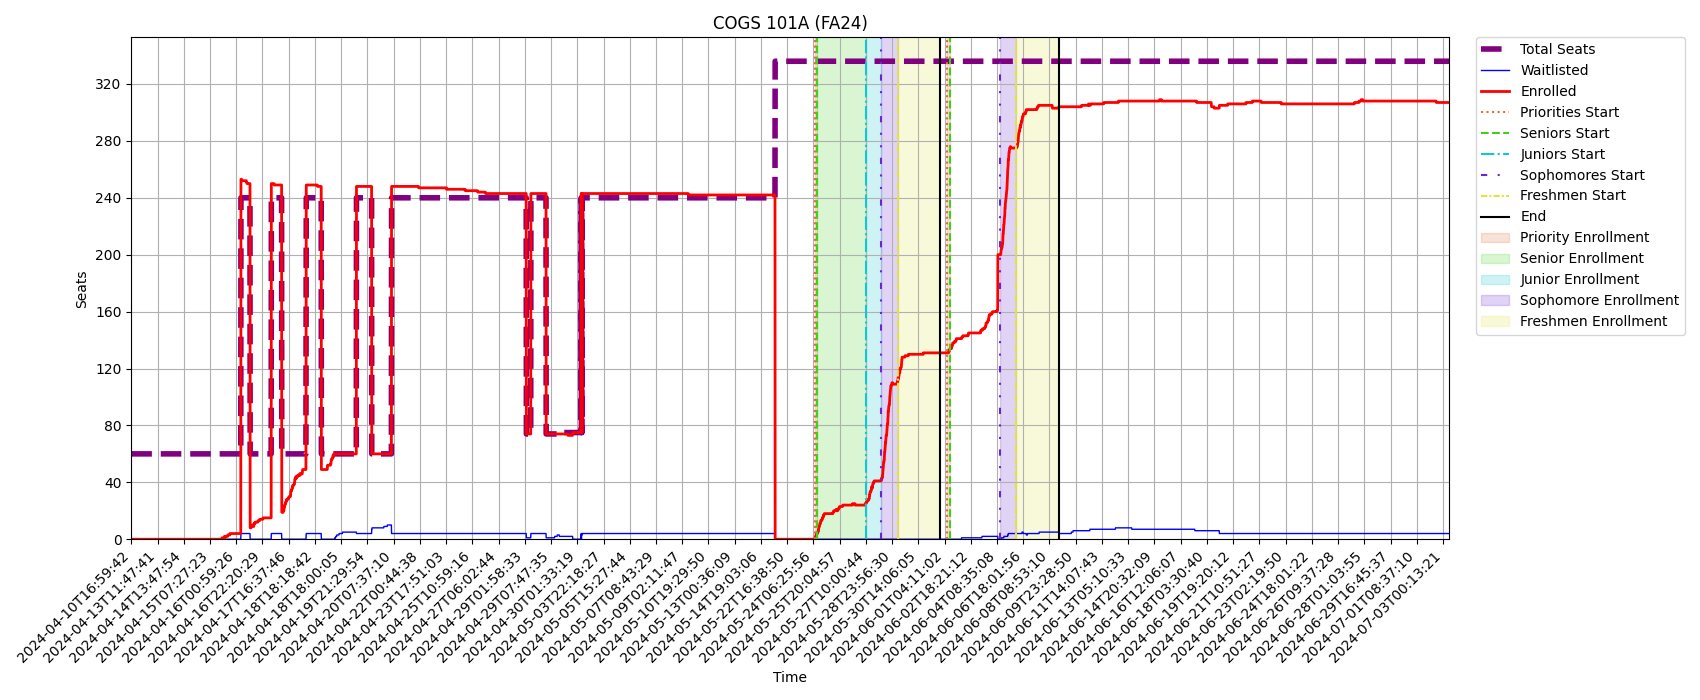 COGS 101A (FA24)
Seats
320
280
240
200
160
120
80
40
0
2024-04-10T16:59:42
2024-04-13T11:47:41
2024-04-14T13:47:54
2024-04-15T07:27:23
2024-04-16T00:59:26
2024-04-16T22:20:29
2024-04-17T16:37:46
2024-04-18T18:18:42
2024-04-18T18:00:05
2024-04-19T21:29:54
2024-04-20T07:37:10
2024-04-22T00:44:38
2024-04-23T17:51:03
2024-04-25T10:59:16
2024-04-27T06:02:44
2024-04-29T01:58:33
2024-04-29T07:47:35
2024-04-30T01:33:19
2024-05-03T22:18:27
2024-05-05T15:27:44
2024-05-07T08:43:29
2024-05-09T02:11:47
2024-05-10T19:29:50
2024-05-13T00:36:09
2024-05-14T19:03:06
2024-05-22T16:38:50
2024-05-24T06:25:56
2024-05-25T20:04:57
2024-05-27T10:00:44
2024-05-28T23:56:30
2024-05-30T14:06:05
2024-06-01T04:11:02
2024-06-02T18:21:12
2024-06-04T08:35:08
2024-06-06T18:01:56
2024-06-08T08:53:10
2024-06-09T23:28:50
2024-06-11T14:07:43
2024-06-13T05:10:33
2024-06-14T20:32:09
2024-06-16T12:06:07
2024-06-18T03:30:40
2024-06-19T19:20:12
2024-06-21T10:51:27
2024-06-23T02:19:50
2024-06-24T18:01:22
2024-06-26T09:37:28
2024-06-28T01:03:55
2024-06-29T16:45:37
2024-07-01T08:37:10
2024-07-03T00:13:21
Time
Total Seats
Waitlisted
Enrolled
Priorities Start
Seniors Start
Juniors Start
Sophomores Start
Freshmen Start
End
Priority Enrollment
Senior Enrollment
Junior Enrollment
Sophomore Enrollment
Freshmen Enrollment